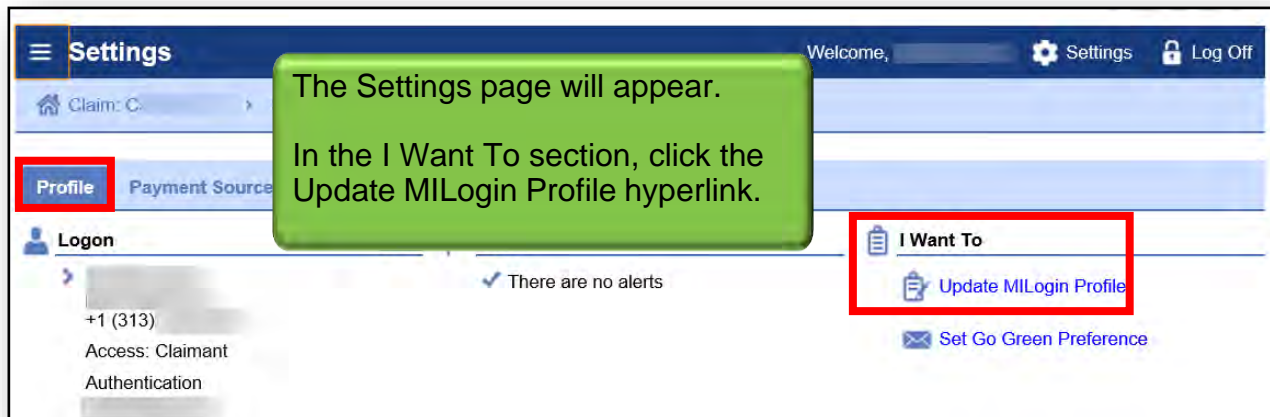 Settings
Welcome,
Settings
Log Off
Claim: C
The Settings page will appear.
In the I Want To section, click the
Update MILogin Profile hyperlink.
Profile
Payment Source
Logon
I Want To
There are no alerts
Update MILogin Profile
+1 (313)
Set Go Green Preference
Access: Claimant
Authentication